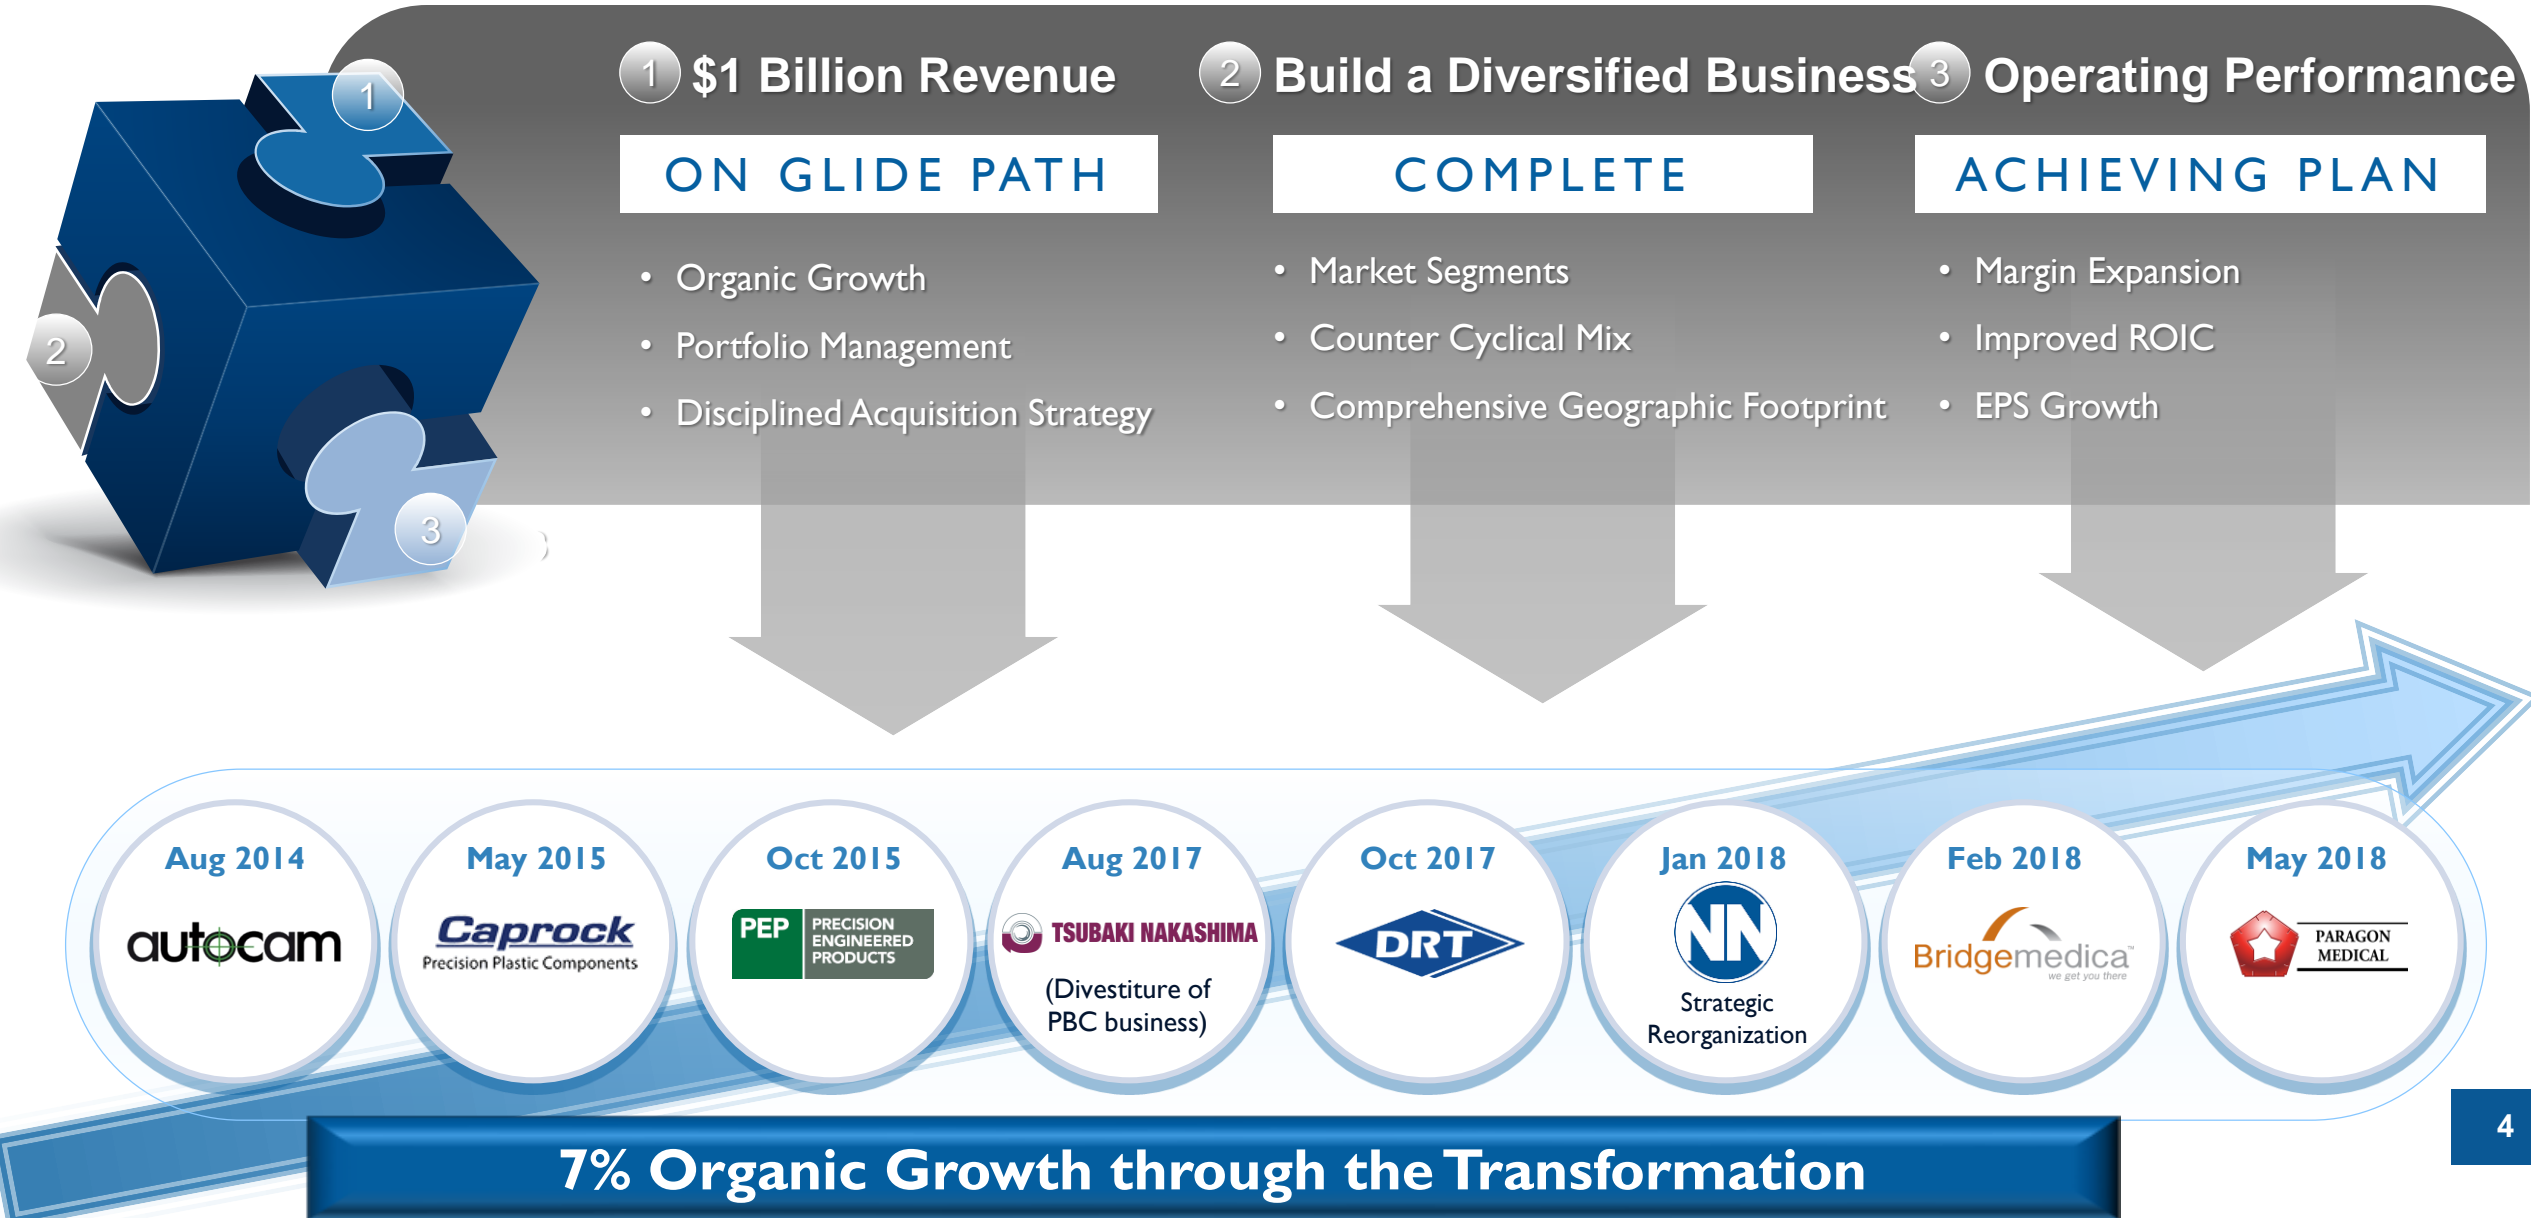 1 $1 Billion Revenue
ON GLIDE PATH
• Organic Growth
• Portfolio Management
• Disciplined Acquisition Strategy
2 Build a Diversified Business
COMPLETE
• Market Segments
• Counter Cyclical Mix
• Comprehensive Geographic Footprint
3 Operating Performance
ACHIEVING PLAN
• Margin Expansion
• Improved ROIC
• EPS Growth
1
2
3
Aug 2014
autocam
May 2015
Caprock
Precision Plastic Components
Oct 2015
PEP PRECISION
ENGINEERED
PRODUCTS
Aug 2017
TSUBAKI NAKASHIMA
(Divestiture of
PBC business)
Oct 2017
DRT
Jan 2018
NN
Strategic
Reorganization
Feb 2018
Bridgemedica™
we get you there
May 2018
PARAGON
MEDICAL
4
7% Organic Growth through the Transformation